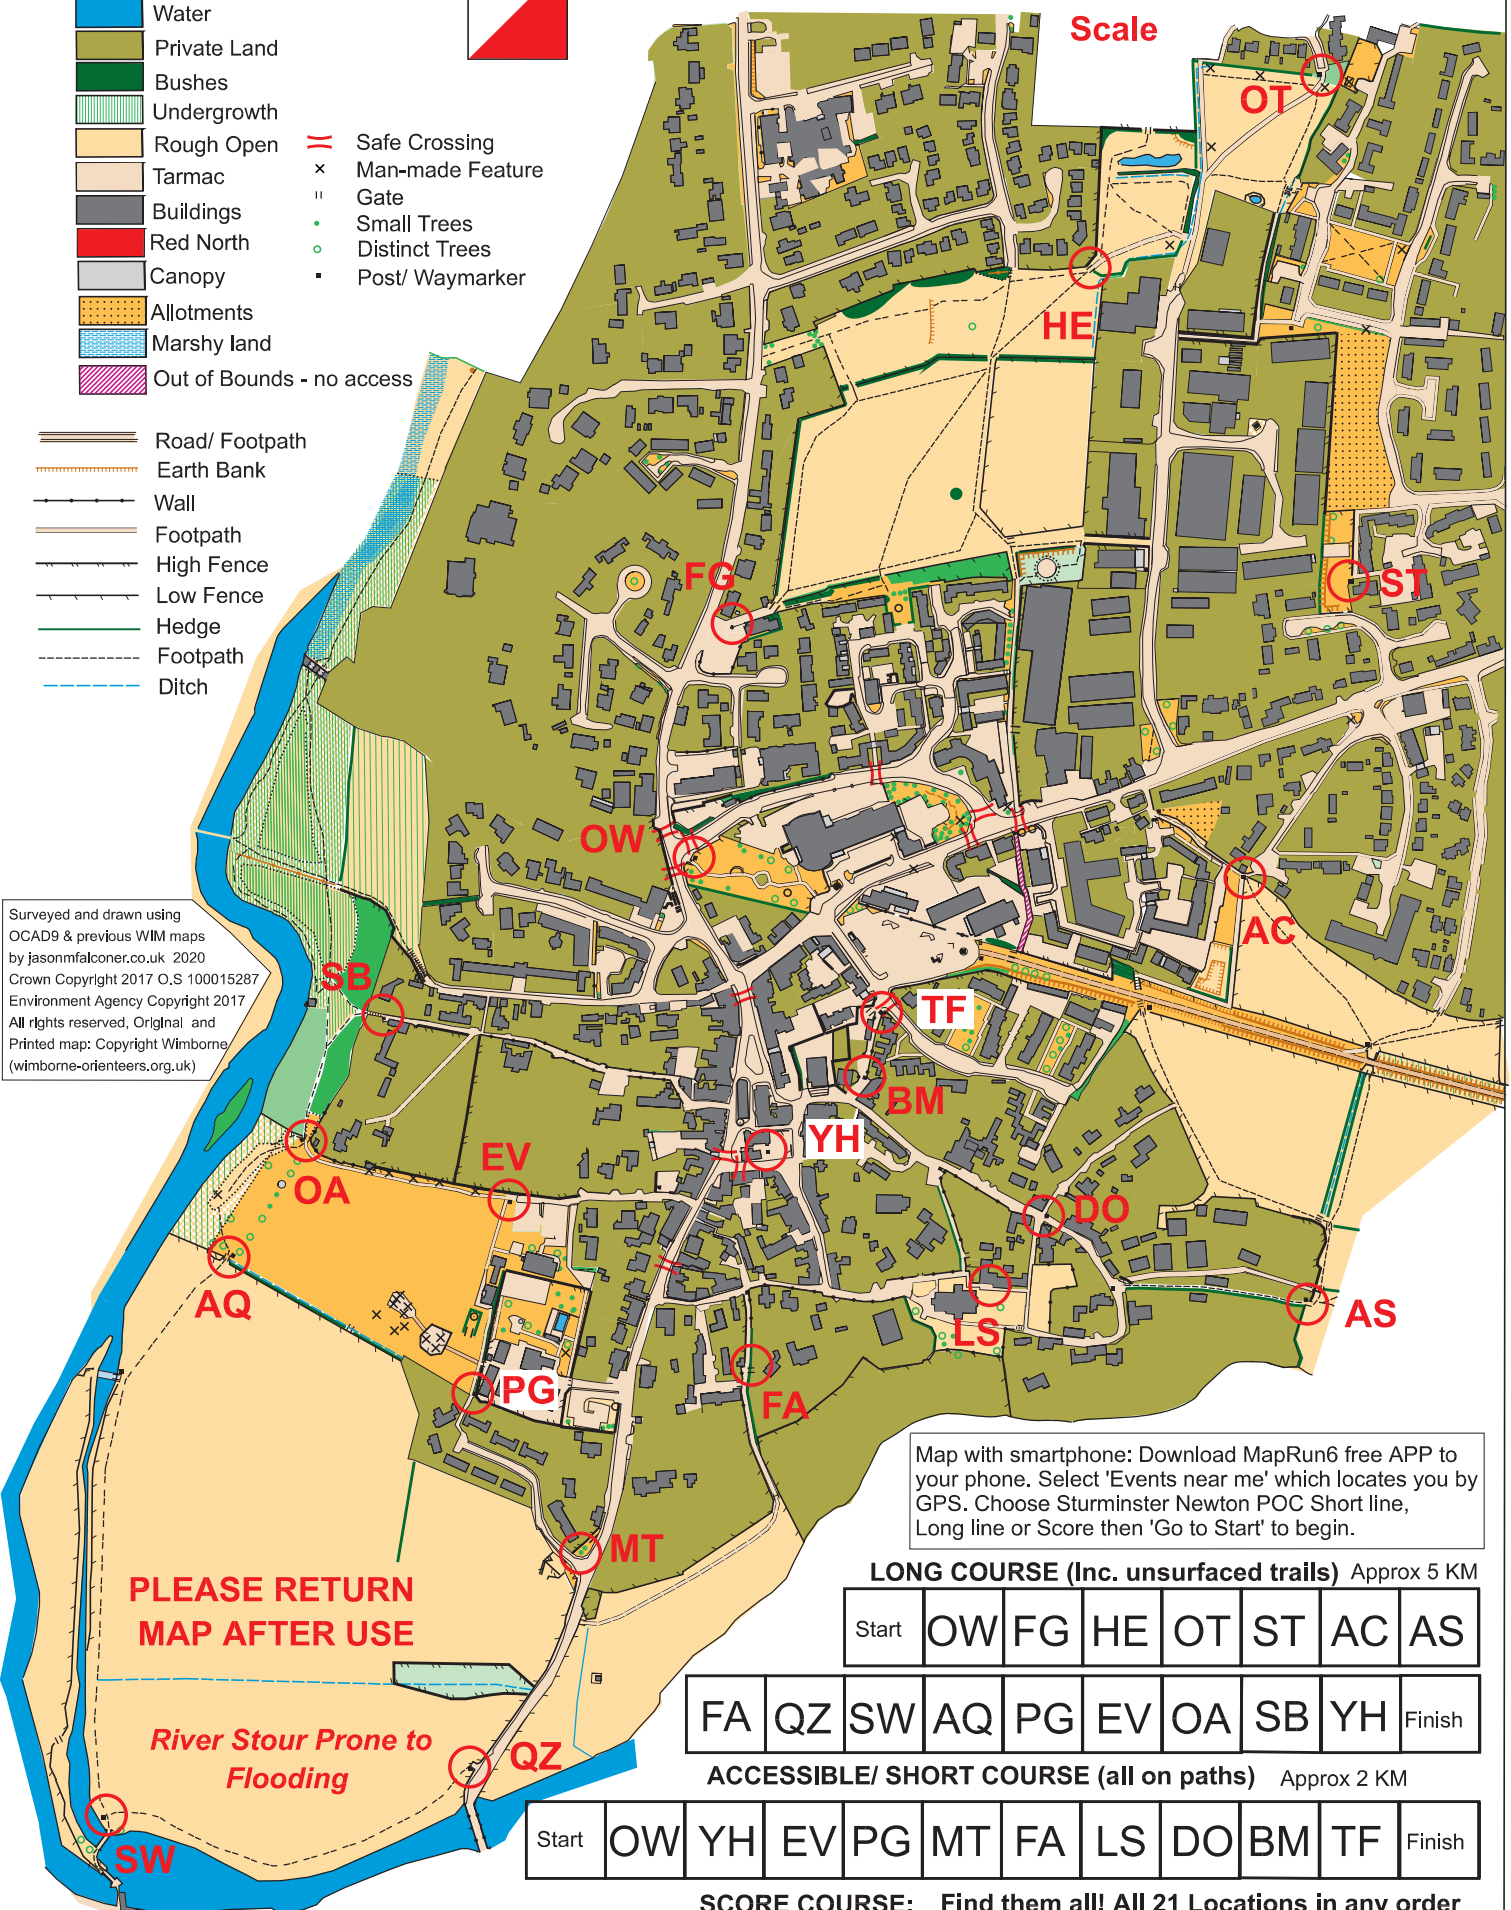 Water
Private Land
Bushes
Undergrowth
Rough Open
Tarmac
Buildings
Red North
Canopy
Allotments
Marshy land
Out of Bounds - no access
Safe Crossing
Man-made Feature
Gate
Small Trees
Distinct Trees
Post/ Waymarker
Road/ Footpath
Earth Bank
Wall
Footpath
High Fence
Low Fence
Hedge
Footpath
Ditch
Scale
OT
HE
FG
ST
OW
AC
SB
TF
BM
YH
EV
OA
DO
AQ
LS
AS
PG
FA
MT
QZ
SW
Surveyed and drawn using
OCAD9 & previous WIM maps
by jasonmfalconer.co.uk 2020
Crown Copyright 2017 O.S 100015287
Environment Agency Copyright 2017
All rights reserved, Original and
Printed map: Copyright Wimborne
(wimborne-orienteers.org.uk)
PLEASE RETURN
MAP AFTER USE
River Stour Prone to
Flooding
Map with smartphone: Download MapRun6 free APP to
your phone. Select 'Events near me' which locates you by
GPS. Choose Sturminster Newton POC Short line,
Long line or Score then 'Go to Start' to begin.
LONG COURSE (Inc. unsurfaced trails) Approx 5 KM
Start OW FG HE OT ST AC AS
FA QZ SW AQ PG EV OA SB YH Finish
ACCESSIBLE/ SHORT COURSE (all on paths) Approx 2 KM
Start OW YH EV PG MT FA LS DO BM TF Finish
SCORE COURSE: Find them all! All 21 Locations in any order